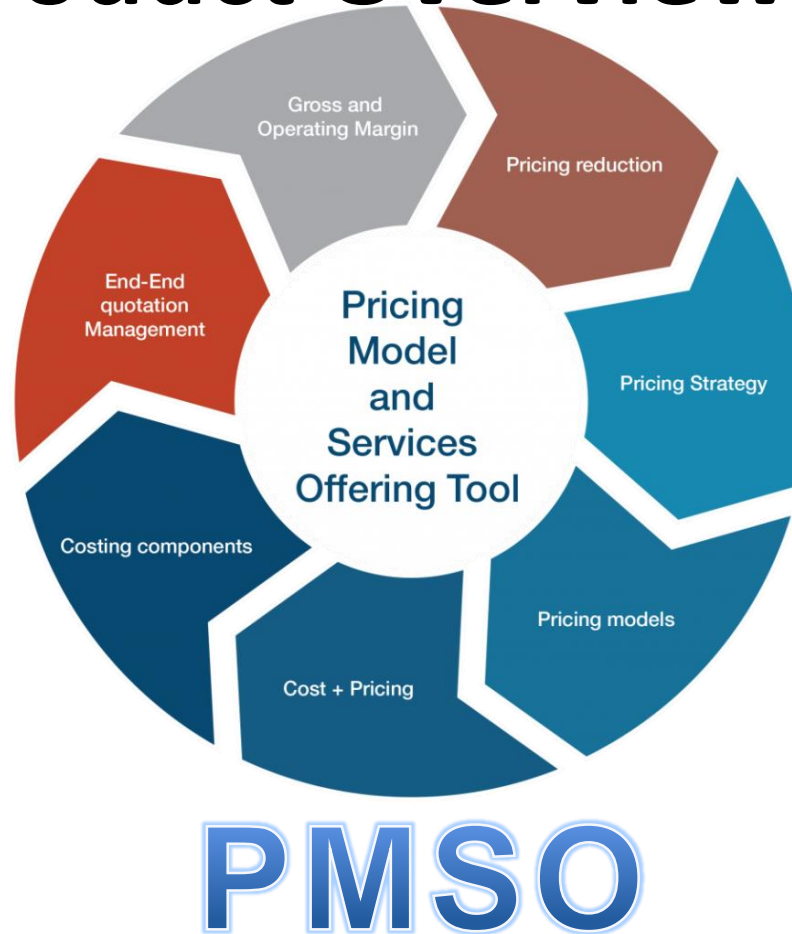 Overview
Gross and
Operating Margin
Pricing reduction
End-End
quotation
Management
Pricing
Model
and
Services
Offering Tool
Pricing Strategy
Costing components
Pricing models
Cost + Pricing
PMSO